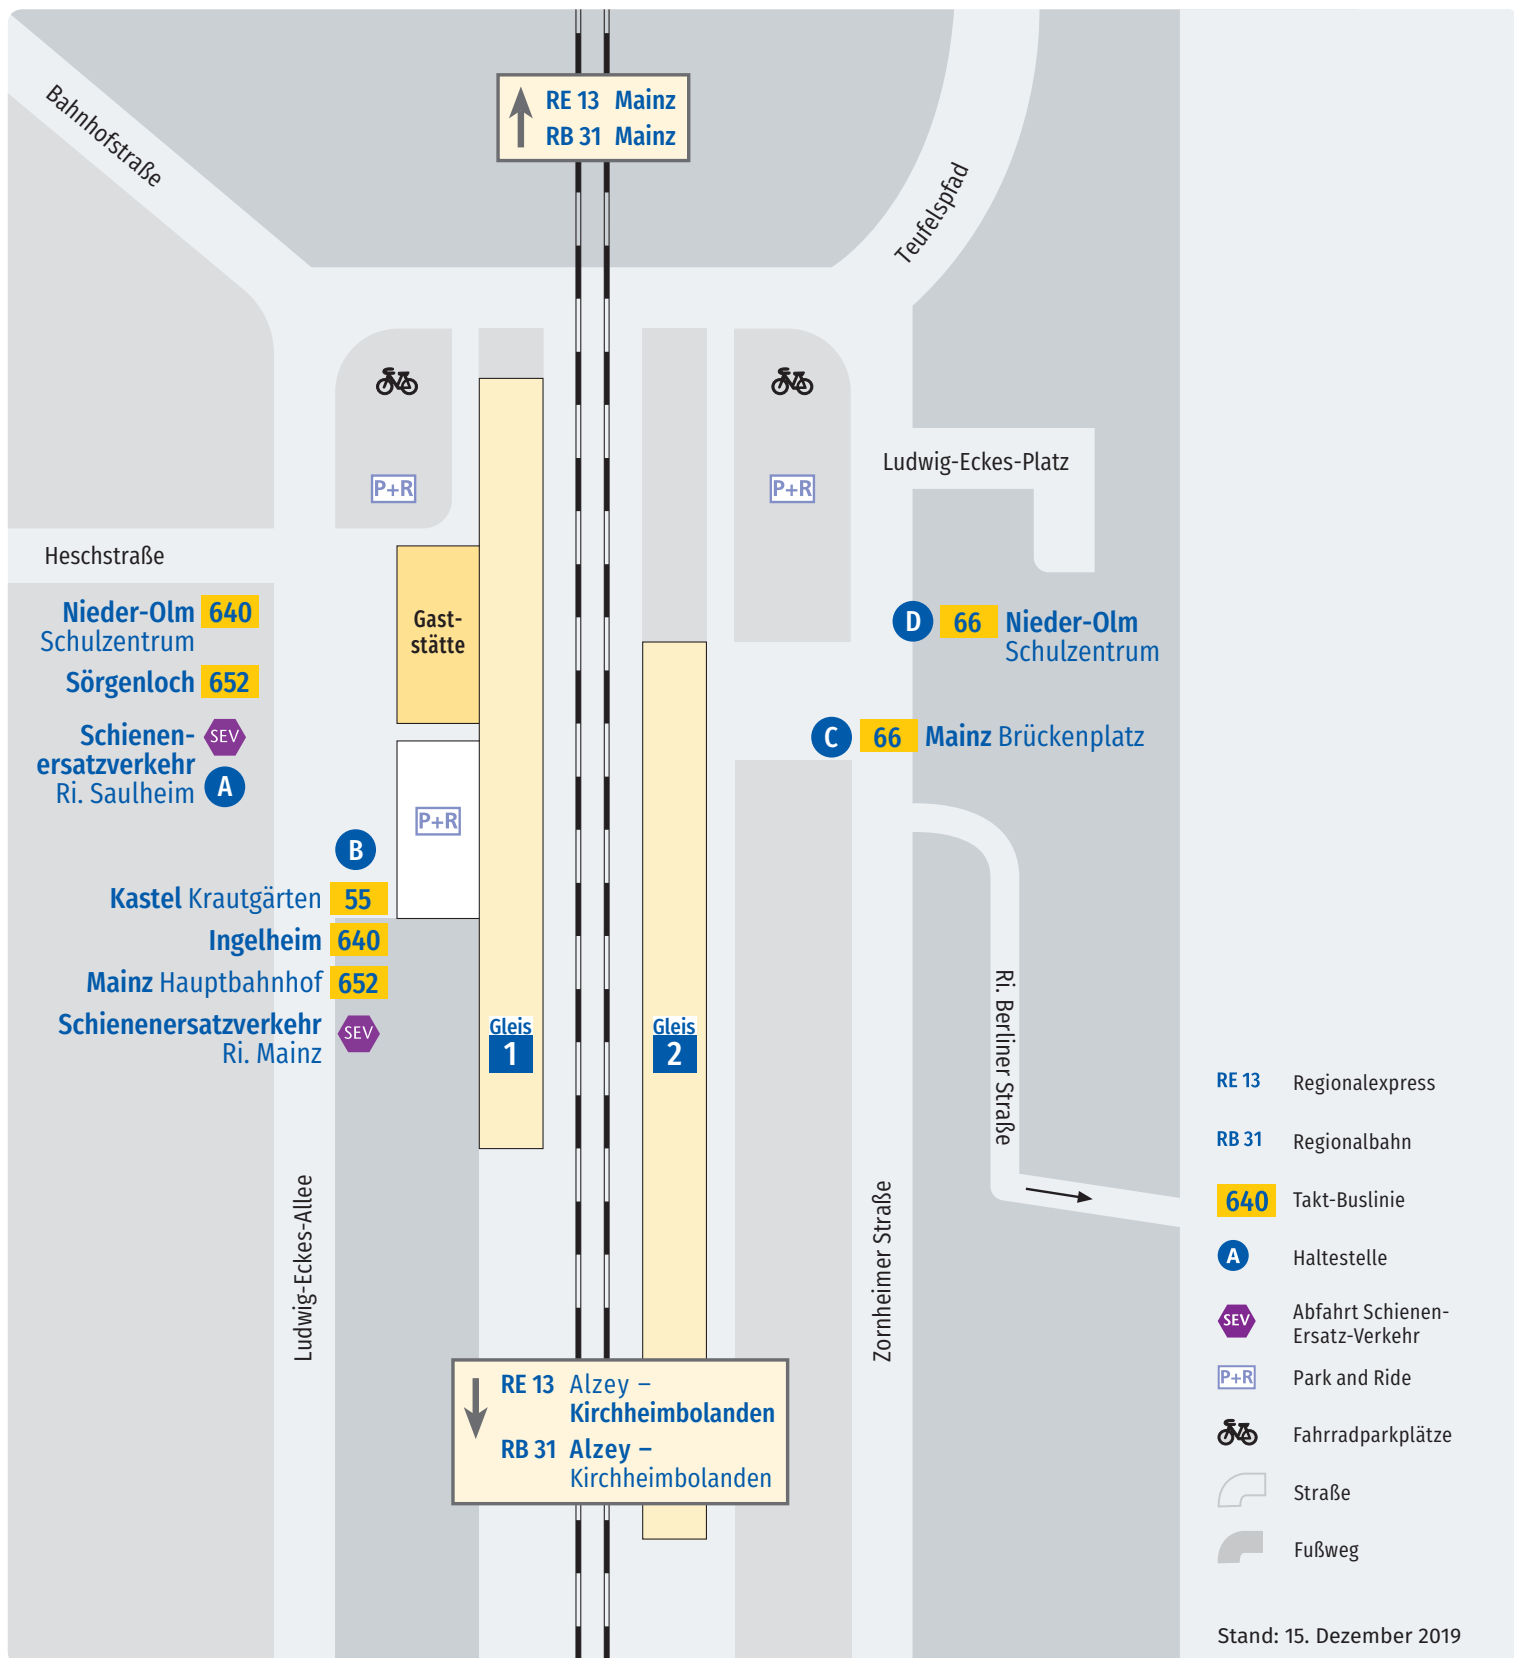 RE 13 Mainz
RB 31 Mainz
Bahnhofstraße
Teufelspfad
P+R
P+R
Ludwig-Eckes-Platz
Heschstraße
Nieder-Olm 640
Schulzentrum
Sörgenloch 652
Schienen- SEV
ersatzverkehr
Ri. Saulheim A
Gast-
stätte
P+R
D 66 Nieder-Olm
Schulzentrum
C 66 Mainz Brückenplatz
B
Kastel Krautgärten 55
Ingelheim 640
Mainz Hauptbahnhof 652
Schienenersatzverkehr SEV
Ri. Mainz
Gleis
1
Gleis
2
Ri. Berliner Straße
Ludwig-Eckes-Allee
Zornheimer Straße
RE 13 Alzey –
Kirchheimbolanden
RB 31 Alzey –
Kirchheimbolanden
RE 13 Regionalexpress
RB 31 Regionalbahn
640 Takt-Buslinie
A Haltestelle
SEV Abfahrt Schienen-
Ersatz-Verkehr
P+R Park and Ride
Fahrradparkplätze
Straße
Fußweg
Stand: 15. Dezember 2019